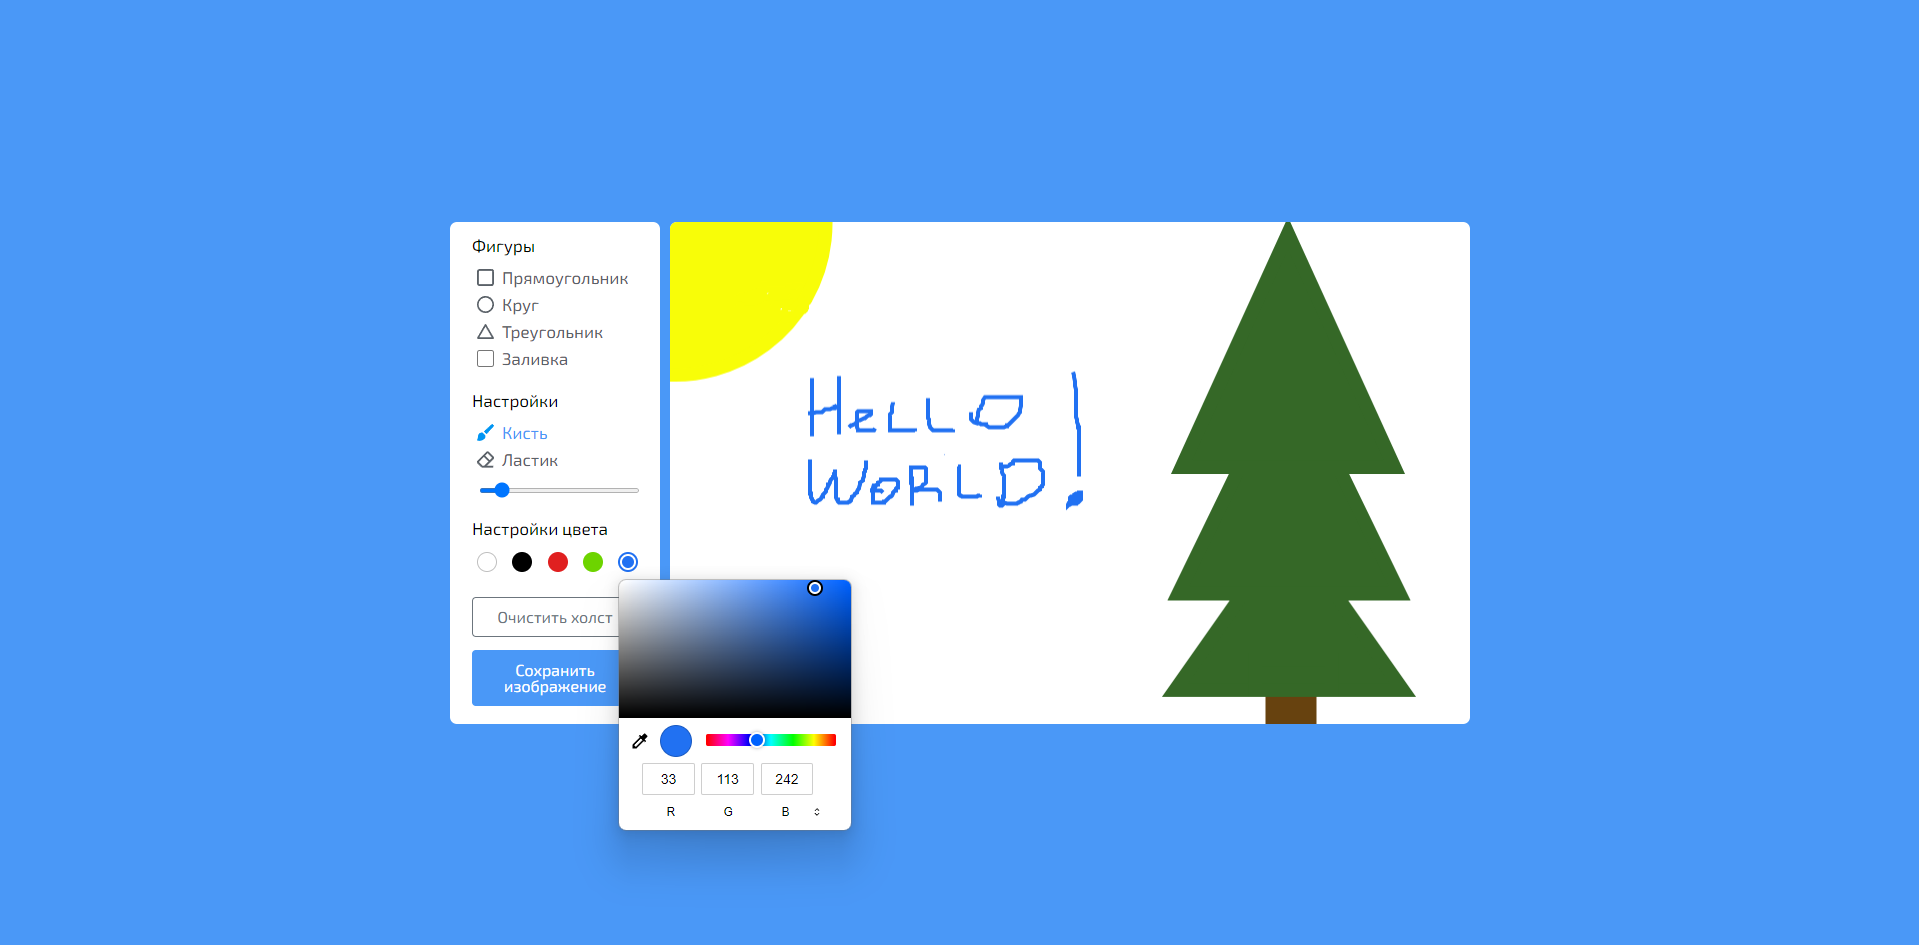 Фигуры
Прямоугольник
Круг
Треугольник
Заливка
Настройки
Кисть
Ластик
Настройки цвета
Очистить холст
Сохранить
изображение
HeLLO !
WoRLD
33 113 242
R G B